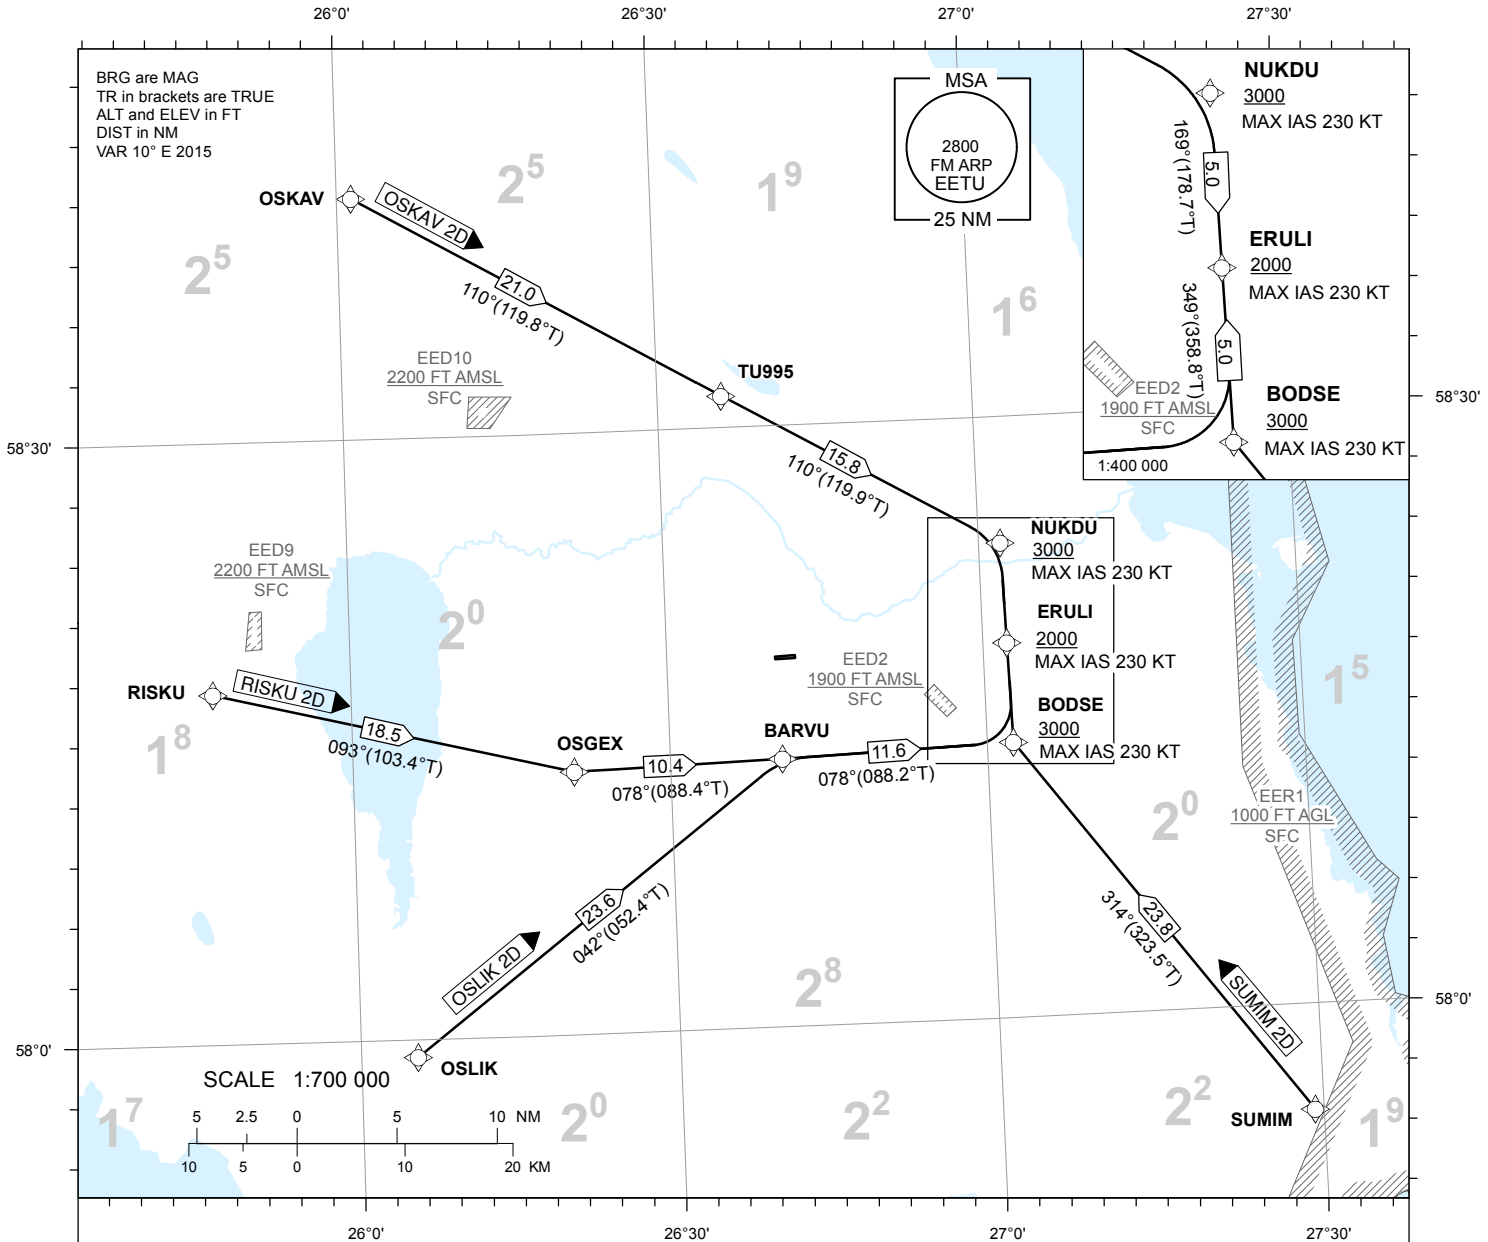 26°0'
26°30'
27°0'
27°30'
BRG are MAG
TR in brackets are TRUE
ALT and ELEV in FT
DIST in NM
VAR 10° E 2015
MSA
2800
FM ARP
EETU
25 NM
NUKDU
3000
MAX IAS 230 KT
169°(178.7°T)
5.0
ERULI
2000
MAX IAS 230 KT
349°(358.8°T)
5.0
BODSE
3000
MAX IAS 230 KT
EED2
1900 FT AMSL
SFC
1:400 000
2⁵
1⁹
OSKAV
OSKAV 2D
2⁵
21.0
110°(119.8°T)
1⁶
EED10
2200 FT AMSL
SFC
TU995
58°30'
58°30'
15.8
110°(119.9°T)
NUKDU
3000
MAX IAS 230 KT
EED9
2200 FT AMSL
SFC
2⁰
ERULI
2000
MAX IAS 230 KT
EED2
1900 FT AMSL
SFC
1⁵
RISKU
RISKU 2D
18.5
093°(103.4°T)
1⁸
OSGEX
10.4
078°(088.4°T)
BARVU
11.6
078°(088.2°T)
BODSE
3000
MAX IAS 230 KT
2⁰
EER1
1000 FT AGL
SFC
23.6
042°(052.4°T)
OSLIK 2D
23.8
314°(323.5°T)
SUMIM 2D
2⁸
58°0'
58°0'
OSLIK
SCALE 1:700 000
5 2.5 0 5 10 NM
10 5 0 10 20 KM
1⁷
2⁰
2²
2²
SUMIM
1⁹
26°0'
26°30'
27°0'
27°30'